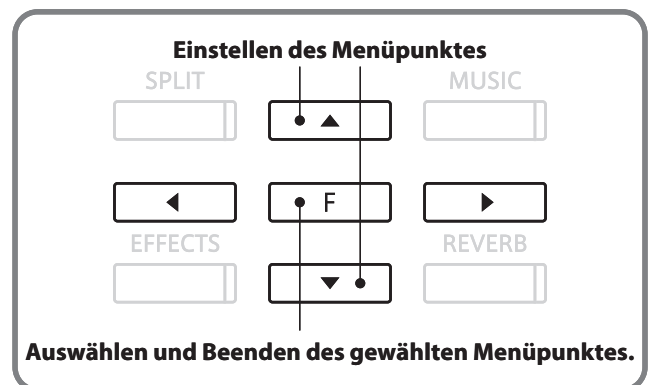 Einstellen des Menüpunktes
SPLIT MUSIC
F
EFFECTS REVERB
Auswählen und Beenden des gewählten Menüpunktes.